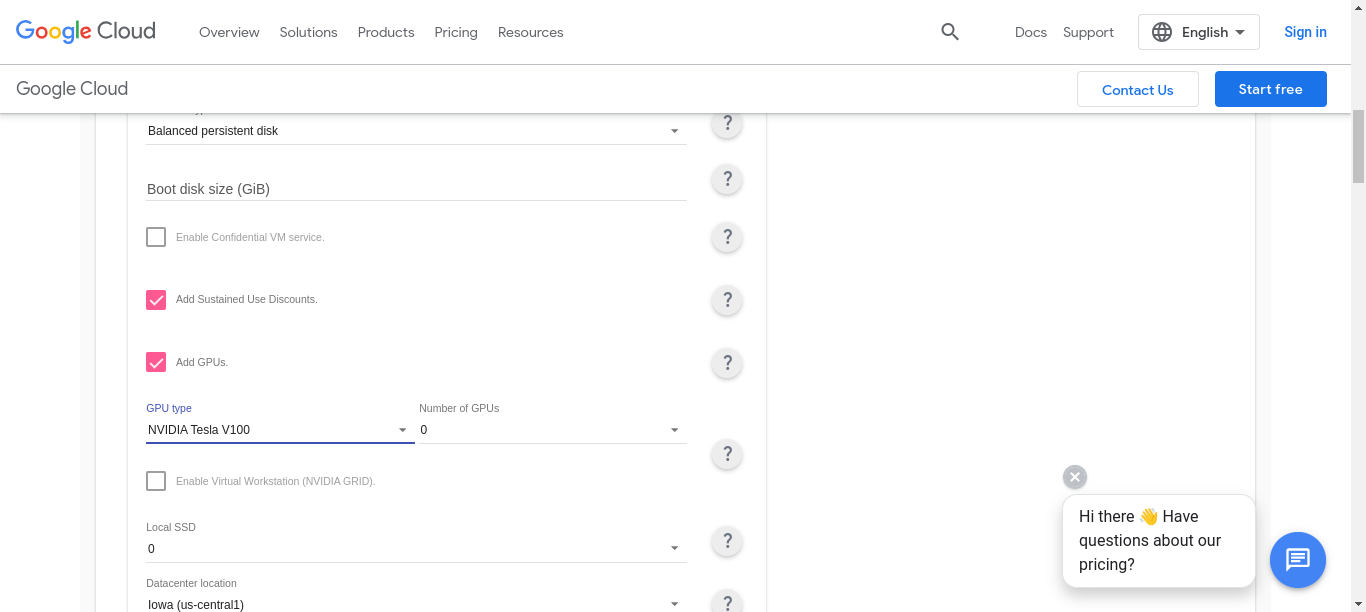 Google Cloud
Overview Solutions Products Pricing Resources
Docs Support English Sign in
Google Cloud
Contact Us
Start free
Balanced persistent disk
?
Boot disk size (GiB)
?
Enable Confidential VM service.
?
Add Sustained Use Discounts.
?
Add GPUs.
?
GPU type
NVIDIA Tesla V100
Number of GPUs
0
?
Enable Virtual Workstation (NVIDIA GRID).
Local SSD
0
?
Datacenter location
Iowa (us-central1)
?
Hi there 👋 Have
questions about our
pricing?